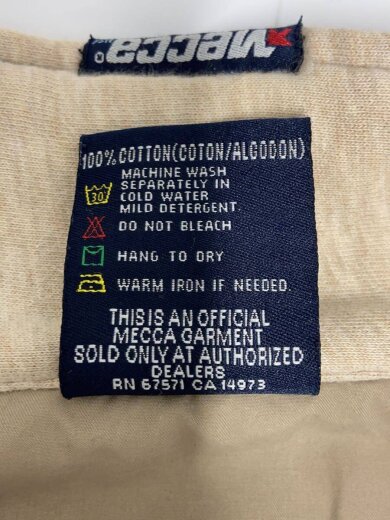 Mecca
100% COTTON(COTON/ALGODON)
MACHINE WASH
SEPARATELY IN
30 COLD WATER
MILD DETERGENT.
DO NOT BLEACH
HANG TO DRY
WARM IRON IF NEEDED.
THIS IS AN OFFICIAL
MECCA GARMENT
SOLD ONLY AT AUTHORIZED
DEALERS
RN 67571 CA 14973